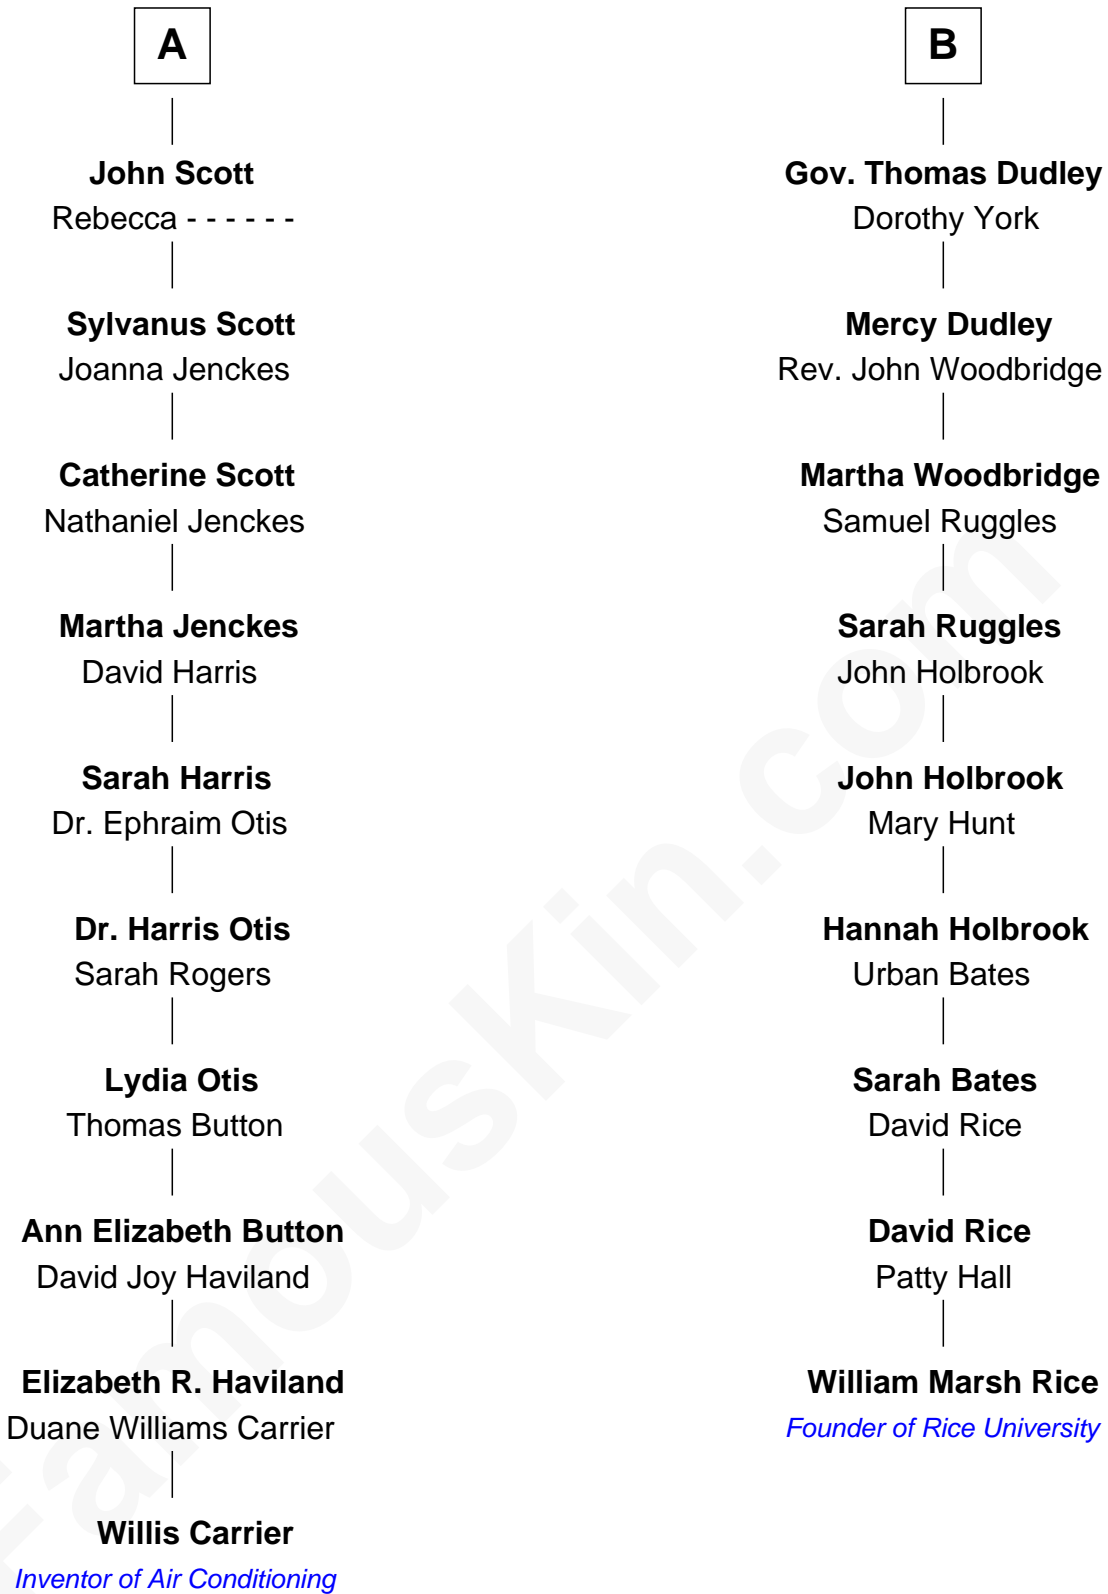 A
John Scott
Rebecca - - - - - -
Sylvanus Scott
Joanna Jenckes
Catherine Scott
Nathaniel Jenckes
Martha Jenckes
David Harris
Sarah Harris
Dr. Ephraim Otis
Dr. Harris Otis
Sarah Rogers
Lydia Otis
Thomas Button
Ann Elizabeth Button
David Joy Haviland
Elizabeth R. Haviland
Duane Williams Carrier
Willis Carrier
Inventor of Air Conditioning
B
Gov. Thomas Dudley
Dorothy York
Mercy Dudley
Rev. John Woodbridge
Martha Woodbridge
Samuel Ruggles
Sarah Ruggles
John Holbrook
John Holbrook
Mary Hunt
Hannah Holbrook
Urban Bates
Sarah Bates
David Rice
David Rice
Patty Hall
William Marsh Rice
Founder of Rice University
FamousKin.com